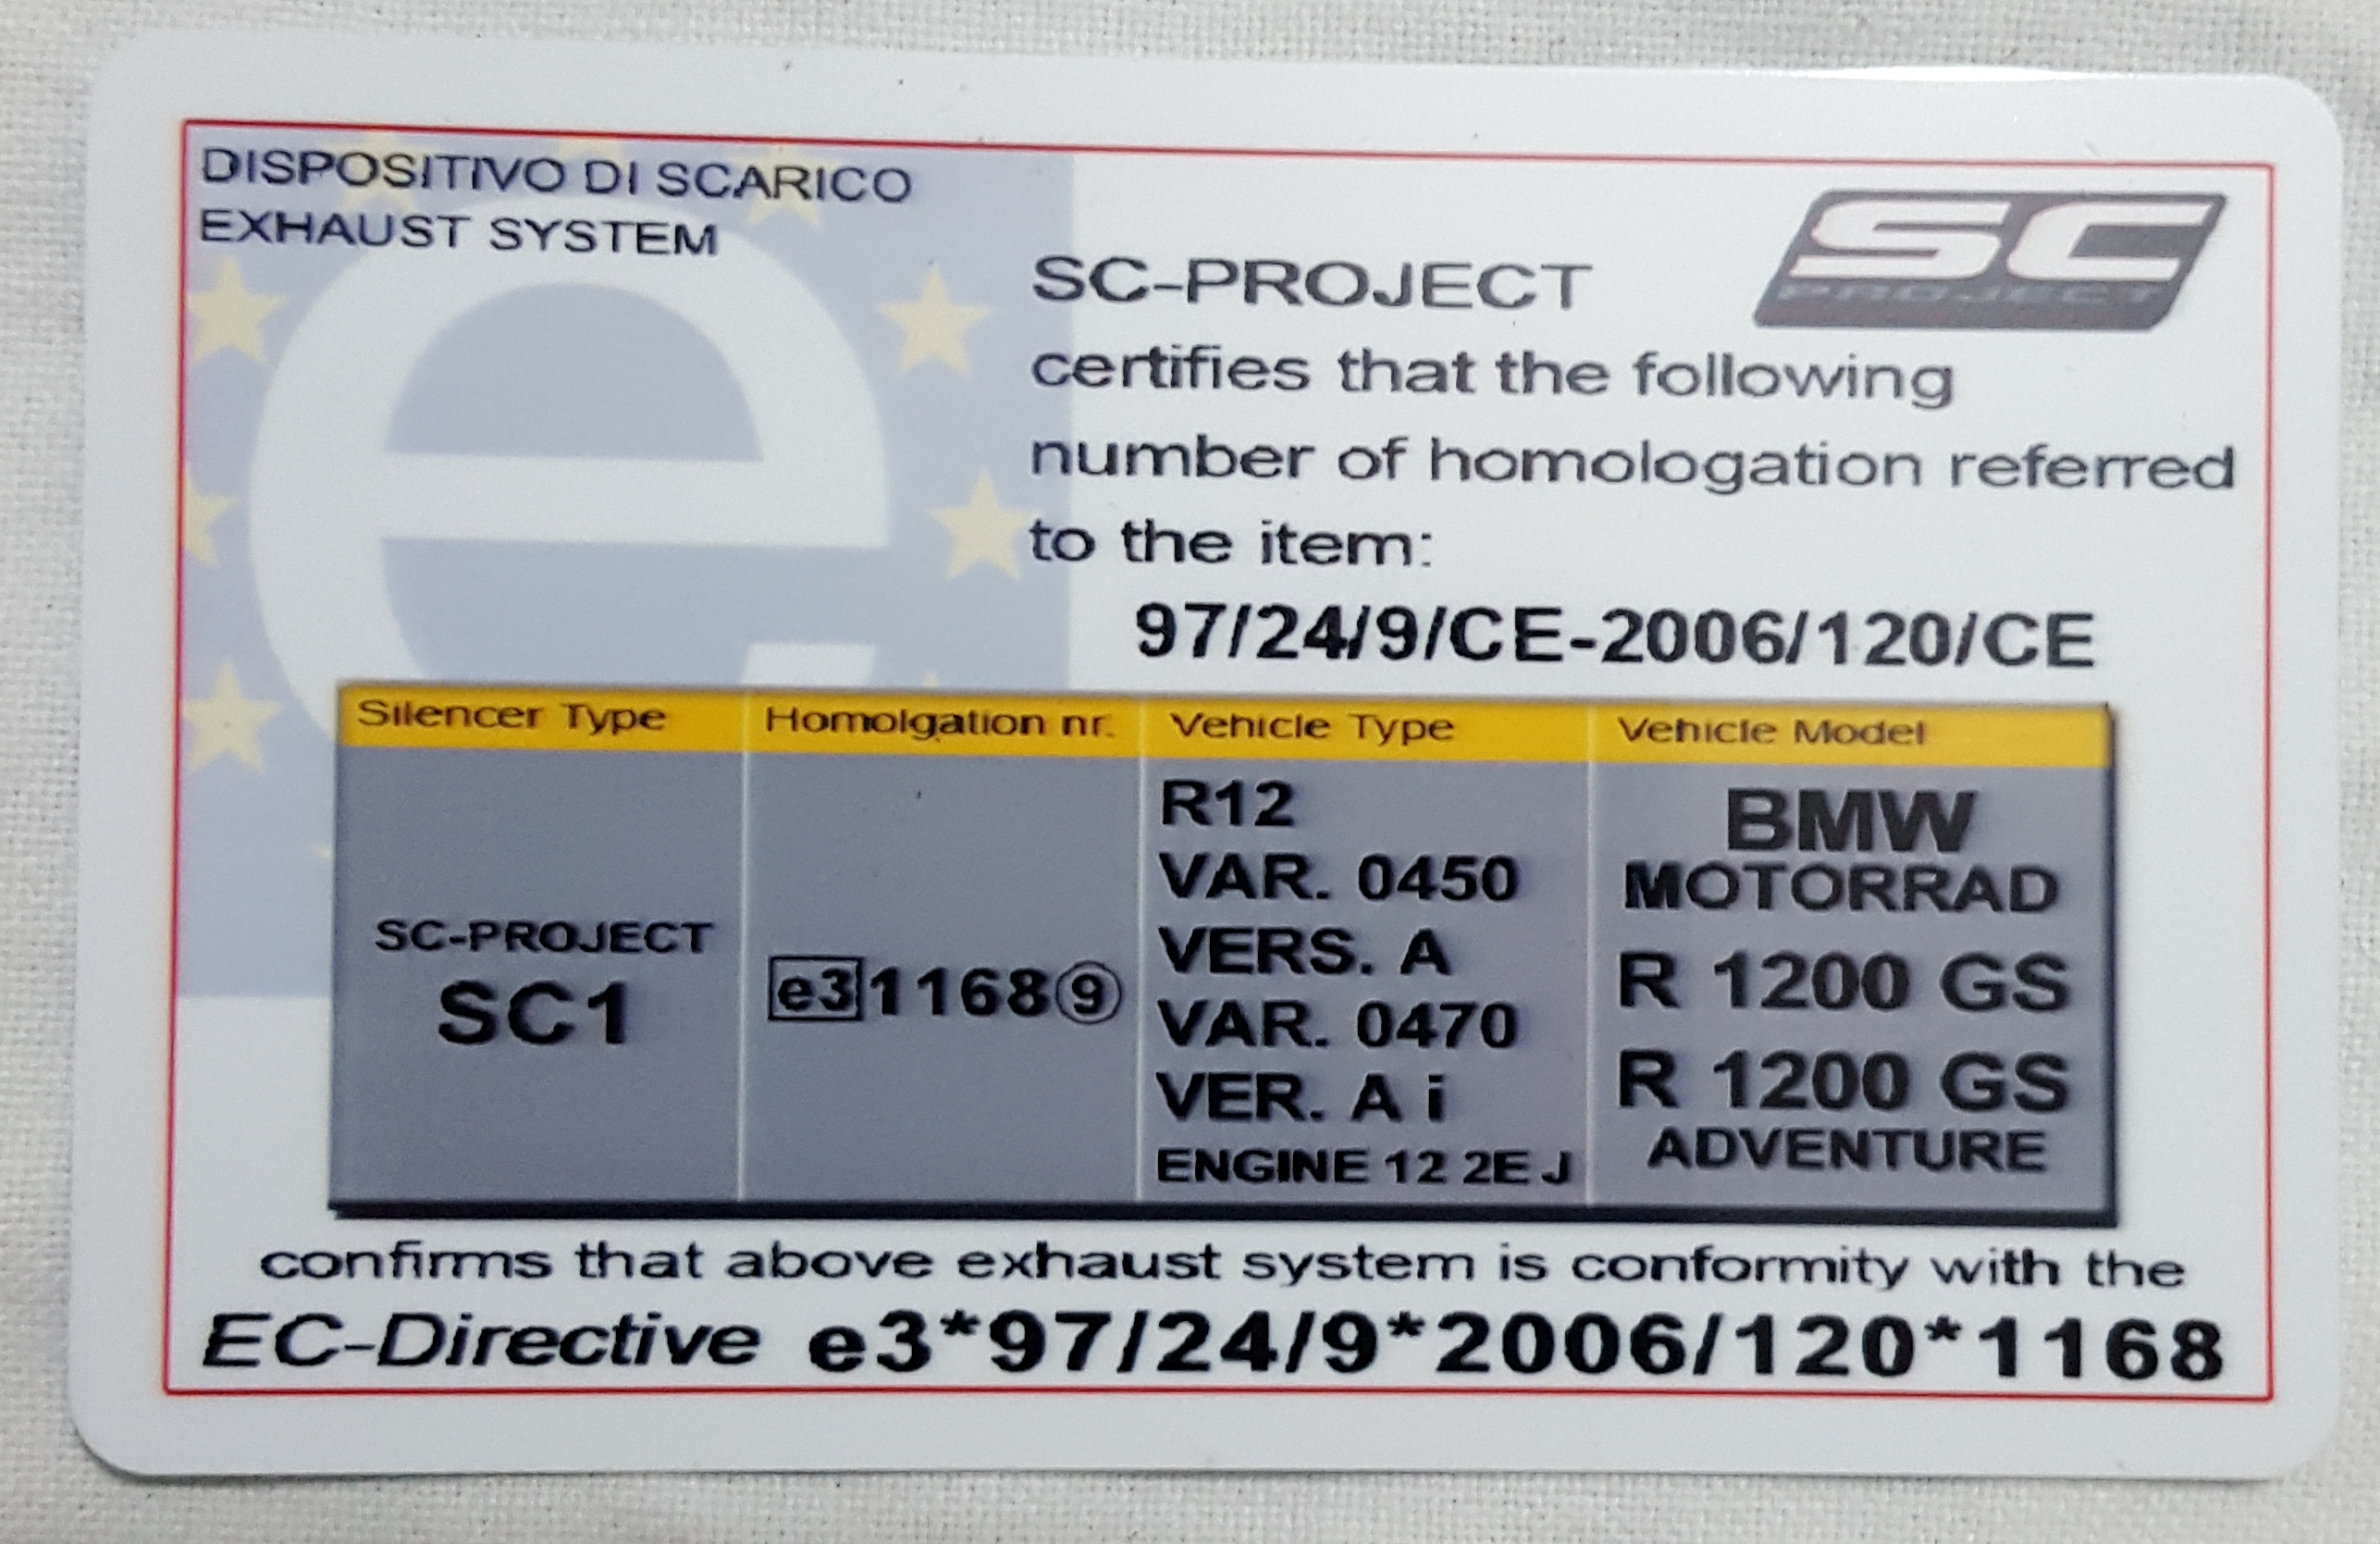 DISPOSITIVO DI SCARICO
EXHAUST SYSTEM
SC
PROJECT
SC-PROJECT
certifies that the following
number of homologation referred
to the item:
97/24/9/CE-2006/120/CE
Silencer Type
Homolgation nr.
Vehicle Type
Vehicle Model
SC-PROJECT
SC1
e3 1168 9
R12
VAR. 0450
VERS. A
VAR. 0470
VER. A i
ENGINE 12 2E J
BMW
MOTORRAD
R 1200 GS
R 1200 GS
ADVENTURE
confirms that above exhaust system is conformity with the
EC-Directive e3*97/24/9*2006/120*1168